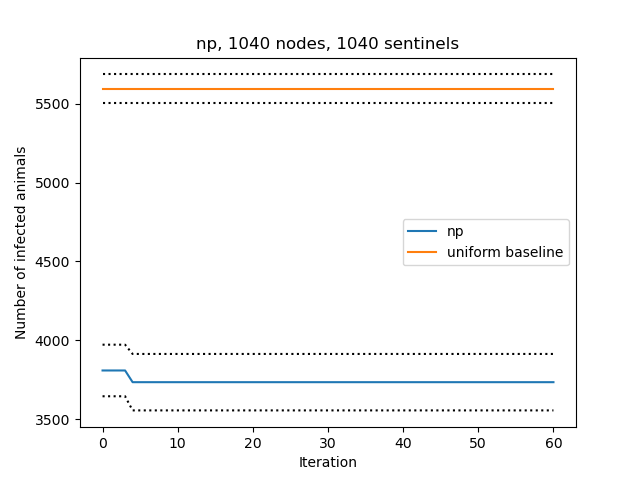 np, 1040 nodes, 1040 sentinels
Number of infected animals
5500
5000
4500
4000
3500
np
uniform baseline
0 10 20 30 40 50 60
Iteration